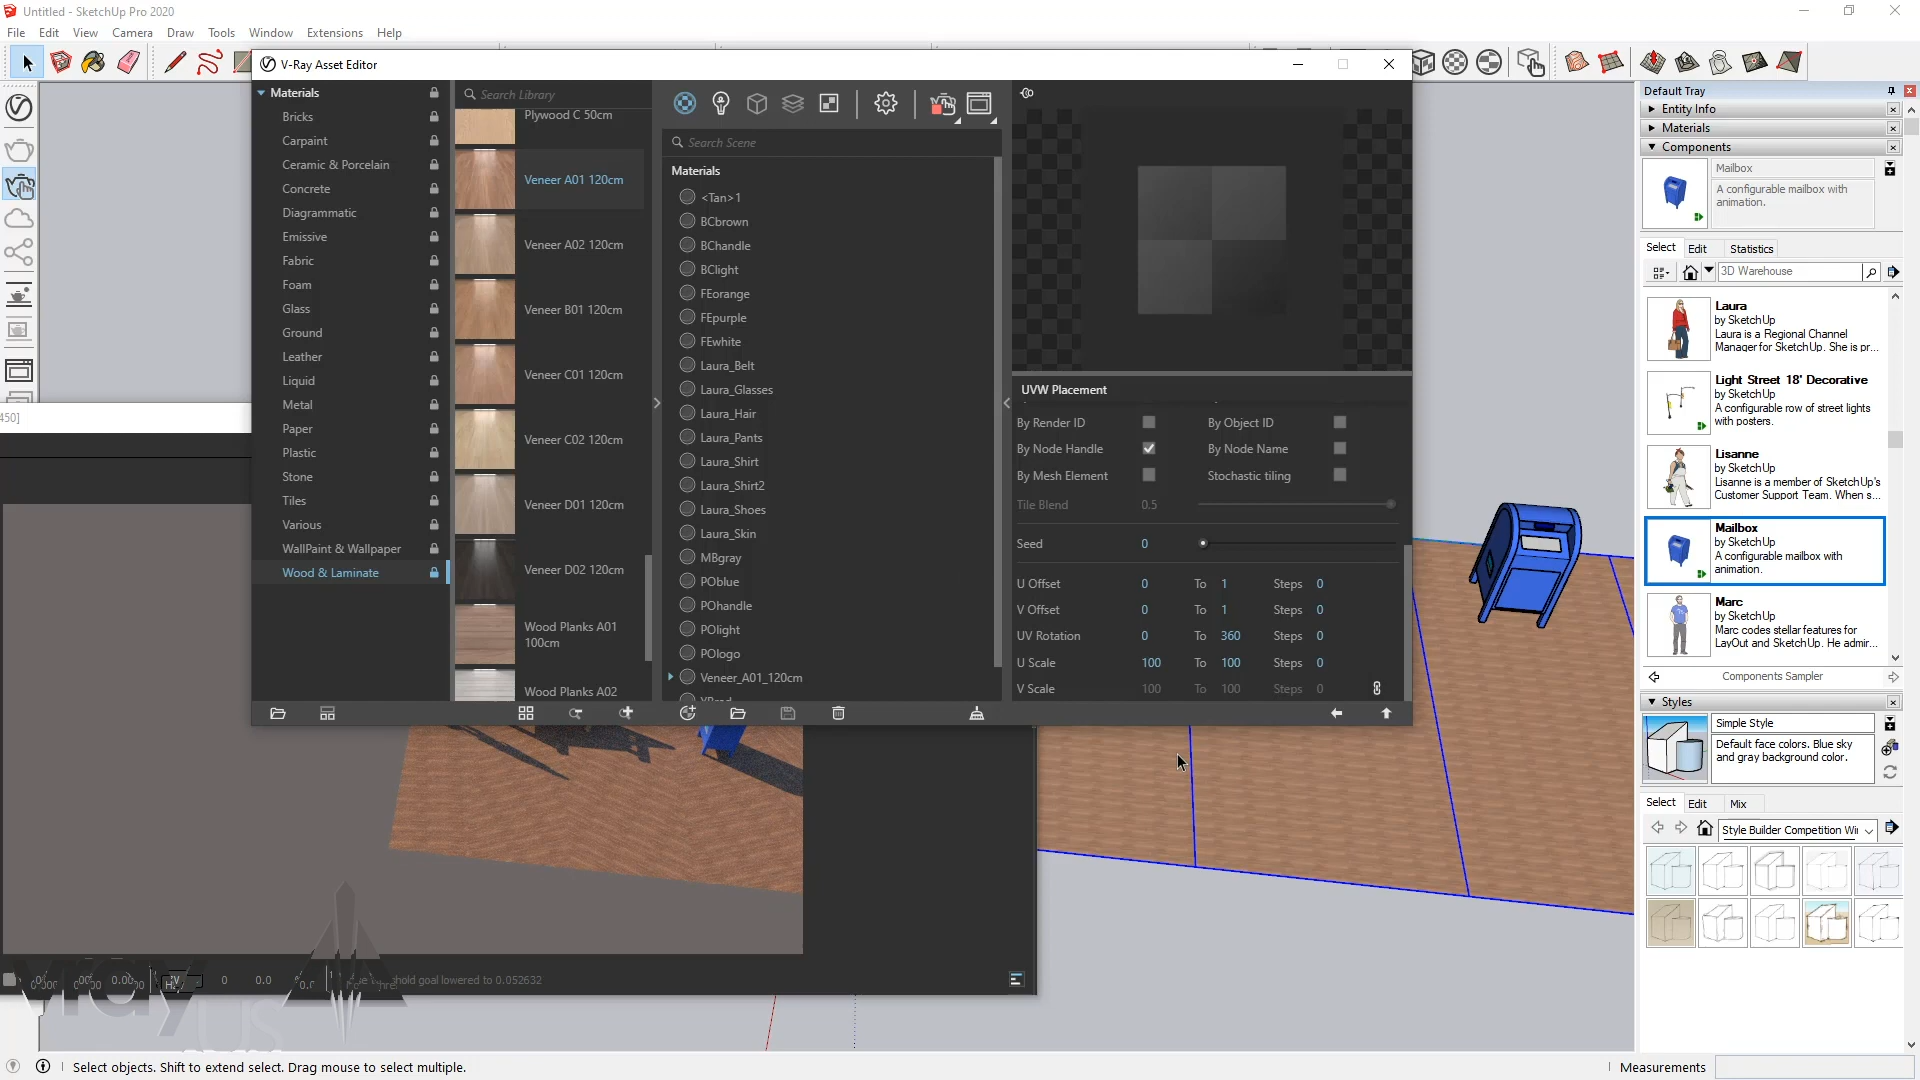 Untitled - SketchUp Pro 2020
File Edit View Camera Draw Tools Window Extensions Help
V-Ray Asset Editor
Materials
Bricks
Carpaint
Ceramic & Porcelain
Concrete
Diagrammatic
Emissive
Fabric
Foam
Glass
Ground
Leather
Liquid
Metal
Paper
Plastic
Stone
Tiles
Various
WallPaint & Wallpaper
Wood & Laminate
Search Library
Plywood C 50cm
Veneer A01 120cm
Veneer A02 120cm
Veneer B01 120cm
Veneer C01 120cm
Veneer C02 120cm
Veneer D01 120cm
Veneer D02 120cm
Wood Planks A01
100cm
Wood Planks A02
Search Scene
Materials
<Tan>1
BCbrown
BChandle
BClight
FEorange
FEpurple
FEwhite
Laura_Belt
Laura_Glasses
Laura_Hair
Laura_Pants
Laura_Shirt
Laura_Shirt2
Laura_Shoes
Laura_Skin
MBgray
POblue
POhandle
POlight
POlogo
Veneer_A01_120cm
UVW Placement
By Render ID By Object ID
By Node Handle By Node Name
By Mesh Element Stochastic tiling
Tile Blend 0.5
Seed 0
U Offset 0 To 1 Steps 0
V Offset 0 To 1 Steps 0
UV Rotation 0 To 360 Steps 0
U Scale 100 To 100 Steps 0
V Scale 100 To 100 Steps 0
Default Tray
Entity Info
Materials
Components
Mailbox
A configurable mailbox with
animation.
Select Edit Statistics
3D Warehouse
Laura
by SketchUp
Laura is a Regional Channel
Manager for SketchUp. She is pr...
Light Street 18' Decorative
by SketchUp
A configurable row of street lights
with posters.
Lisanne
by SketchUp
Lisanne is a member of SketchUp's
Customer Support Team. When s...
Mailbox
by SketchUp
A configurable mailbox with
animation.
Marc
by SketchUp
Marc codes stellar features for
LayOut and SketchUp. He admir...
Components Sampler
Styles
Simple Style
Default face colors. Blue sky
and gray background color.
Select Edit Mix
Style Builder Competition Wi
450]
0 0.0
hold goal lowered to 0.052632
vray
us
Select objects. Shift to extend select. Drag mouse to select multiple.
Measurements